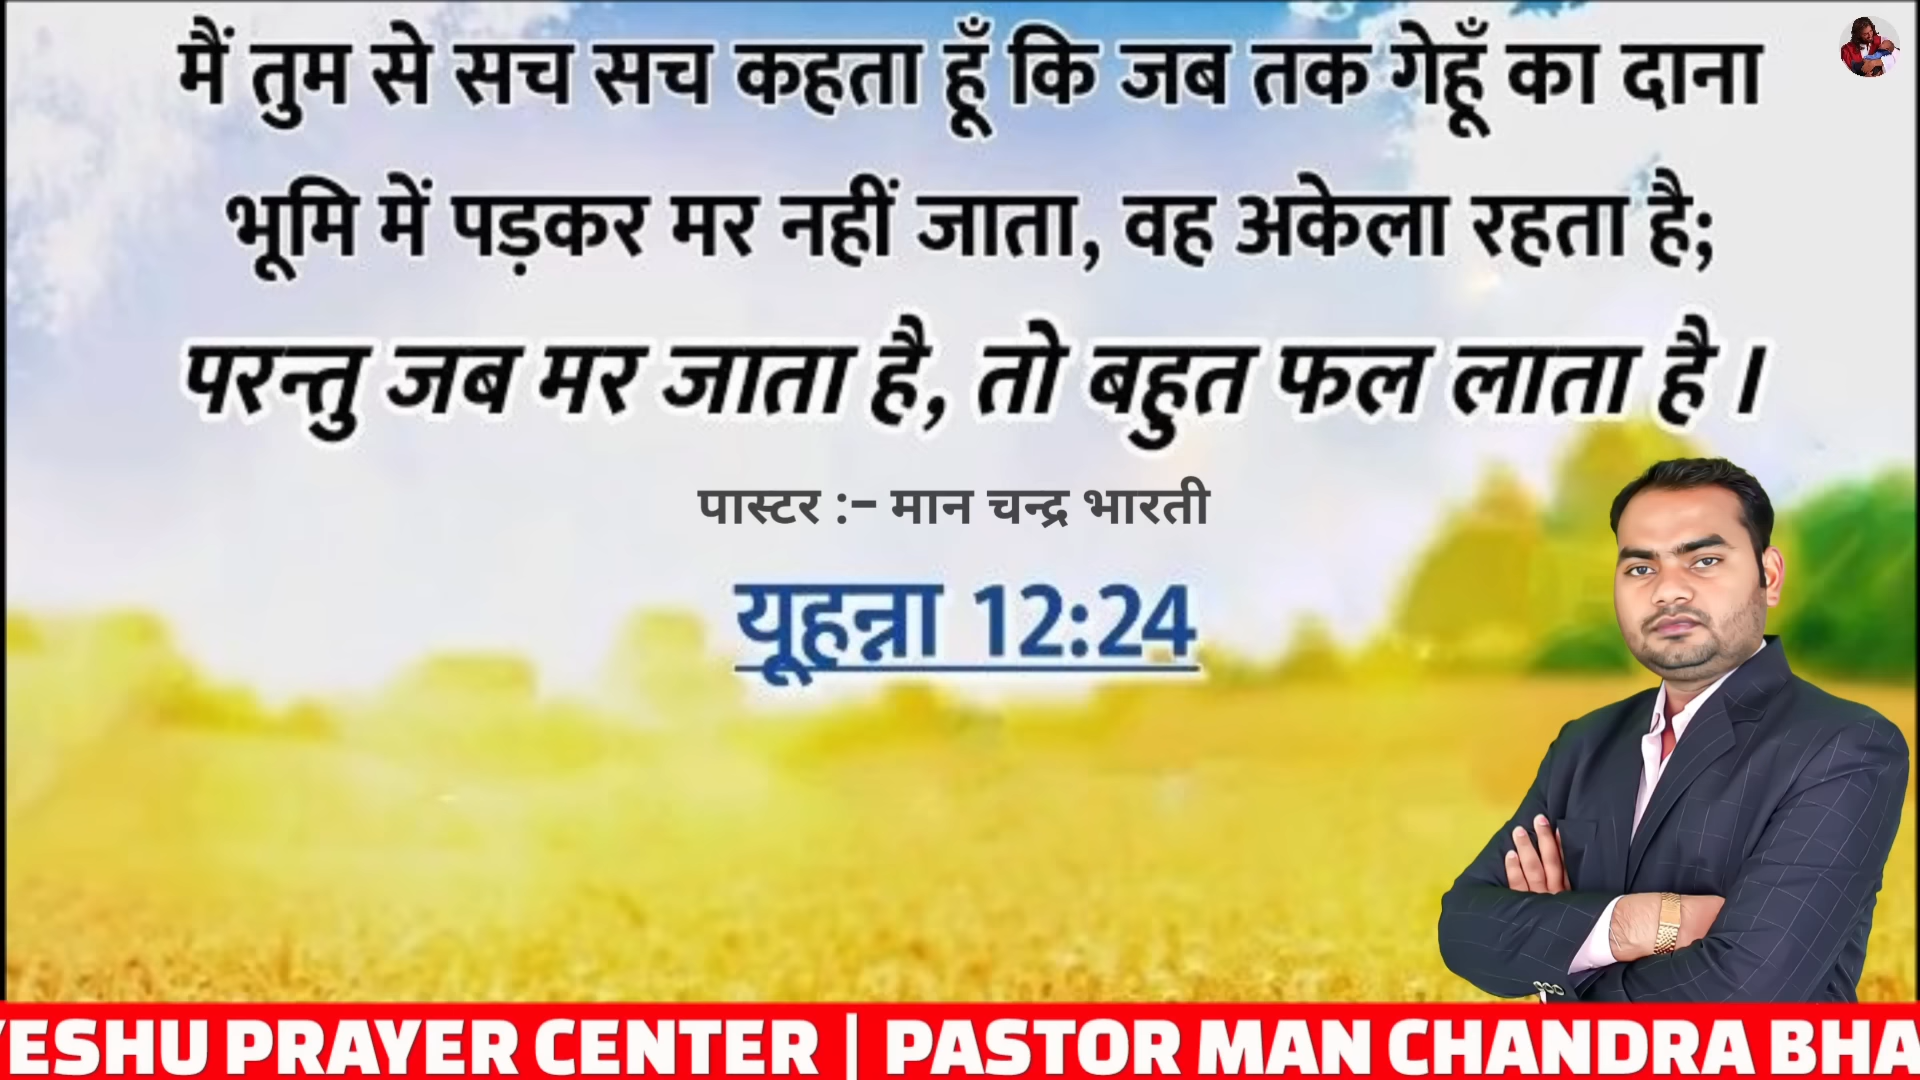 मैं तुम से सच सच कहता हूँ कि जब तक गेहूँ का दाना
भूमि में पड़कर मर नहीं जाता, वह अकेला रहता है;
परन्तु जब मर जाता है, तो बहुत फल लाता है।
पास्टर :- मान चन्द्र भारती
यूहन्ना 12:24
YESHU PRAYER CENTER | PASTOR MAN CHANDRA BHA